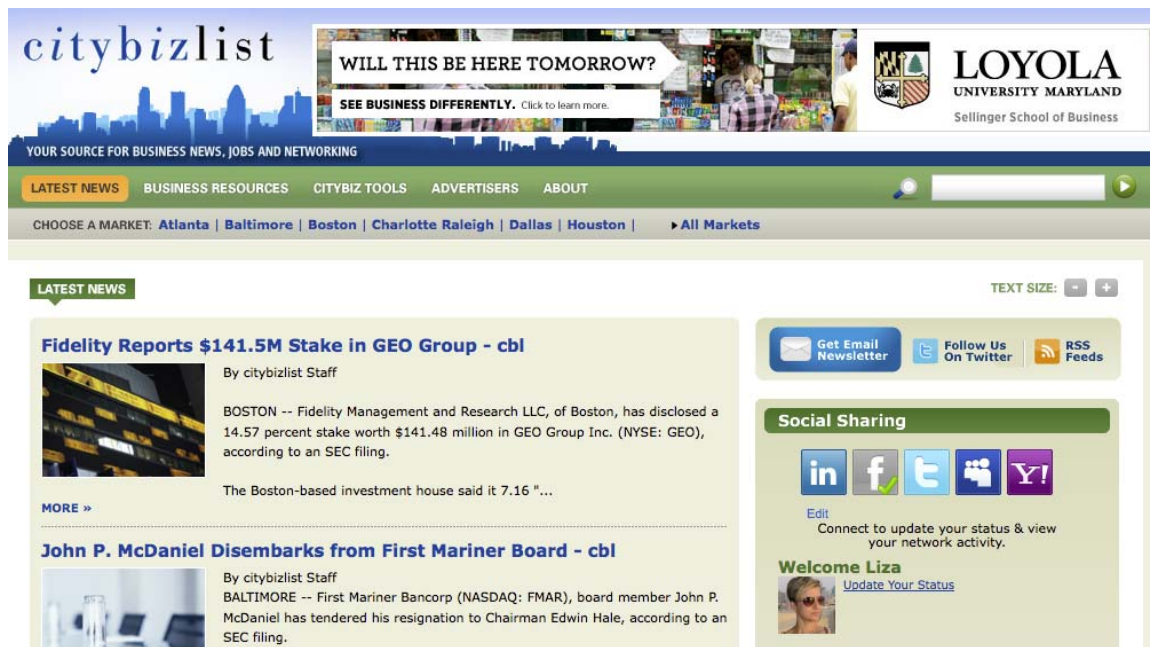 citybizlist
WILL THIS BE HERE TOMORROW?
SEE BUSINESS DIFFERENTLY. Click to learn more.
LOYOLA
UNIVERSITY MARYLAND
Sellinger School of Business
YOUR SOURCE FOR BUSINESS NEWS, JOBS AND NETWORKING
LATEST NEWS BUSINESS RESOURCES CITYBIZ TOOLS ADVERTISERS ABOUT
CHOOSE A MARKET: Atlanta | Baltimore | Boston | Charlotte Raleigh | Dallas | Houston | All Markets
LATEST NEWS
TEXT SIZE: - +
Fidelity Reports $141.5M Stake in GEO Group - cbl
By citybizlist Staff
BOSTON -- Fidelity Management and Research LLC, of Boston, has disclosed a
14.57 percent stake worth $141.48 million in GEO Group Inc. (NYSE: GEO),
according to an SEC filing.
The Boston-based investment house said it 7.16 "...
MORE »
John P. McDaniel Disembarks from First Mariner Board - cbl
By citybizlist Staff
BALTIMORE -- First Mariner Bancorp (NASDAQ: FMAR), board member John P.
McDaniel has tendered his resignation to Chairman Edwin Hale, according to an
SEC filing.
Get Email
Newsletter
Follow Us
On Twitter
RSS
Feeds
Social Sharing
in f t Y!
Edit
Connect to update your status & view
your network activity.
Welcome Liza
Update Your Status